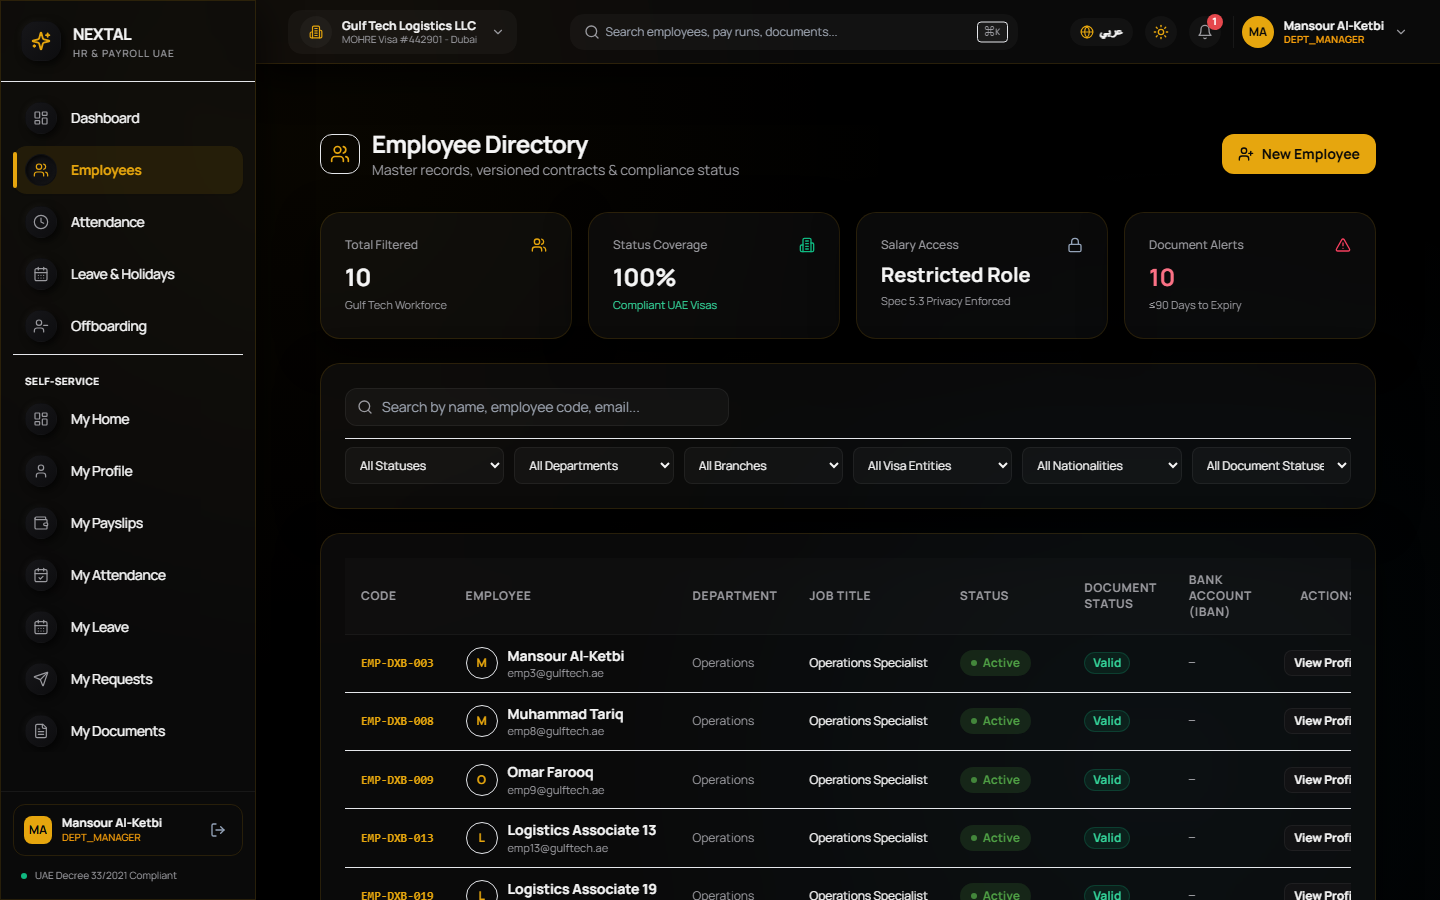 NEXTAL
HR & PAYROLL UAE
Gulf Tech Logistics LLC
MOHRE Visa #442901 - Dubai
Search employees, pay runs, documents...
⌘K
عربي
1
MA
Mansour Al-Ketbi
DEPT_MANAGER
Dashboard
Employees
Attendance
Leave & Holidays
Offboarding
SELF-SERVICE
My Home
My Profile
My Payslips
My Attendance
My Leave
My Requests
My Documents
MA
Mansour Al-Ketbi
DEPT_MANAGER
UAE Decree 33/2021 Compliant
Employee Directory
Master records, versioned contracts & compliance status
New Employee
Total Filtered
10
Gulf Tech Workforce
Status Coverage
100%
Compliant UAE Visas
Salary Access
Restricted Role
Spec 5.3 Privacy Enforced
Document Alerts
10
≤90 Days to Expiry
Search by name, employee code, email...
All Statuses
All Departments
All Branches
All Visa Entities
All Nationalities
All Document Statuse
CODE EMPLOYEE DEPARTMENT JOB TITLE STATUS DOCUMENT STATUS BANK ACCOUNT (IBAN) ACTIONS
EMP-DXB-003 M Mansour Al-Ketbi Operations Operations Specialist Active Valid – View Profi
emp3@gulftech.ae
EMP-DXB-008 M Muhammad Tariq Operations Operations Specialist Active Valid – View Profi
emp8@gulftech.ae
EMP-DXB-009 O Omar Farooq Operations Operations Specialist Active Valid – View Profi
emp9@gulftech.ae
EMP-DXB-013 L Logistics Associate 13 Operations Operations Specialist Active Valid – View Profi
emp13@gulftech.ae
EMP-DXB-019 L Logistics Associate 19 Operations Operations Specialist Active Valid – View Profi